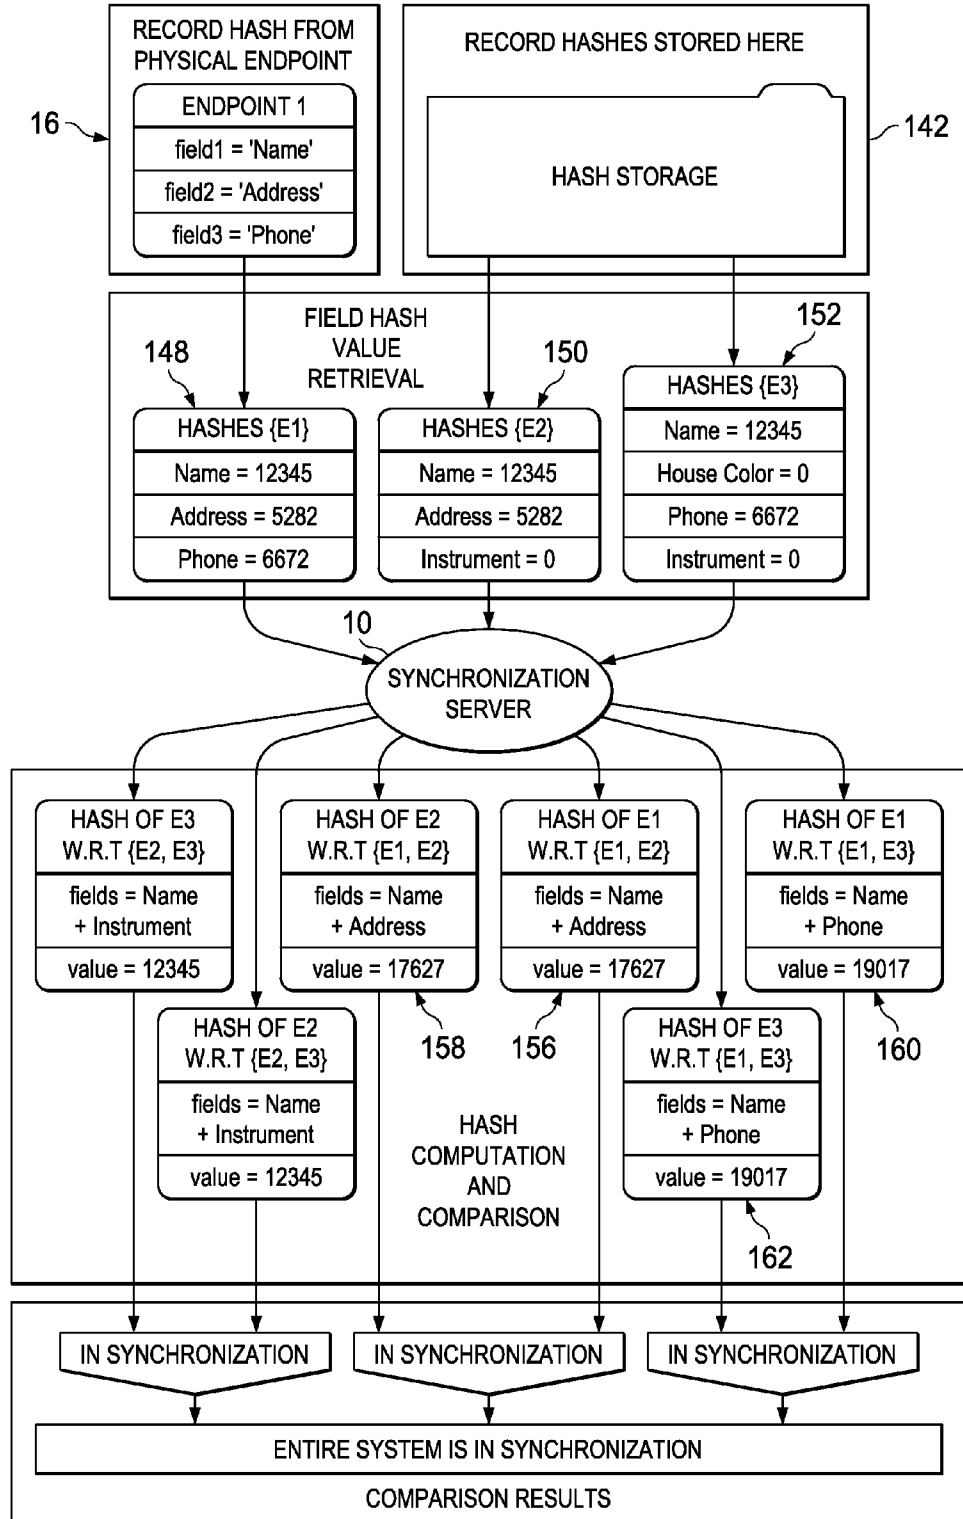 RECORD HASH FROM
PHYSICAL ENDPOINT
ENDPOINT 1
field1 = 'Name'
field2 = 'Address'
field3 = 'Phone'
16
RECORD HASHES STORED HERE
HASH STORAGE
142
FIELD HASH
VALUE
RETRIEVAL
148
HASHES {E1}
Name = 12345
Address = 5282
Phone = 6672
150
HASHES {E2}
Name = 12345
Address = 5282
Instrument = 0
152
HASHES {E3}
Name = 12345
House Color = 0
Phone = 6672
Instrument = 0
10
SYNCHRONIZATION
SERVER
HASH OF E3
W.R.T {E2, E3}
fields = Name
+ Instrument
value = 12345
HASH OF E2
W.R.T {E1, E2}
fields = Name
+ Address
value = 17627
158
HASH OF E1
W.R.T {E1, E2}
fields = Name
+ Address
value = 17627
156
HASH OF E1
W.R.T {E1, E3}
fields = Name
+ Phone
value = 19017
160
HASH OF E2
W.R.T {E2, E3}
fields = Name
+ Instrument
value = 12345
HASH
COMPUTATION
AND
COMPARISON
HASH OF E3
W.R.T {E1, E3}
fields = Name
+ Phone
value = 19017
162
IN SYNCHRONIZATION
IN SYNCHRONIZATION
IN SYNCHRONIZATION
ENTIRE SYSTEM IS IN SYNCHRONIZATION
COMPARISON RESULTS